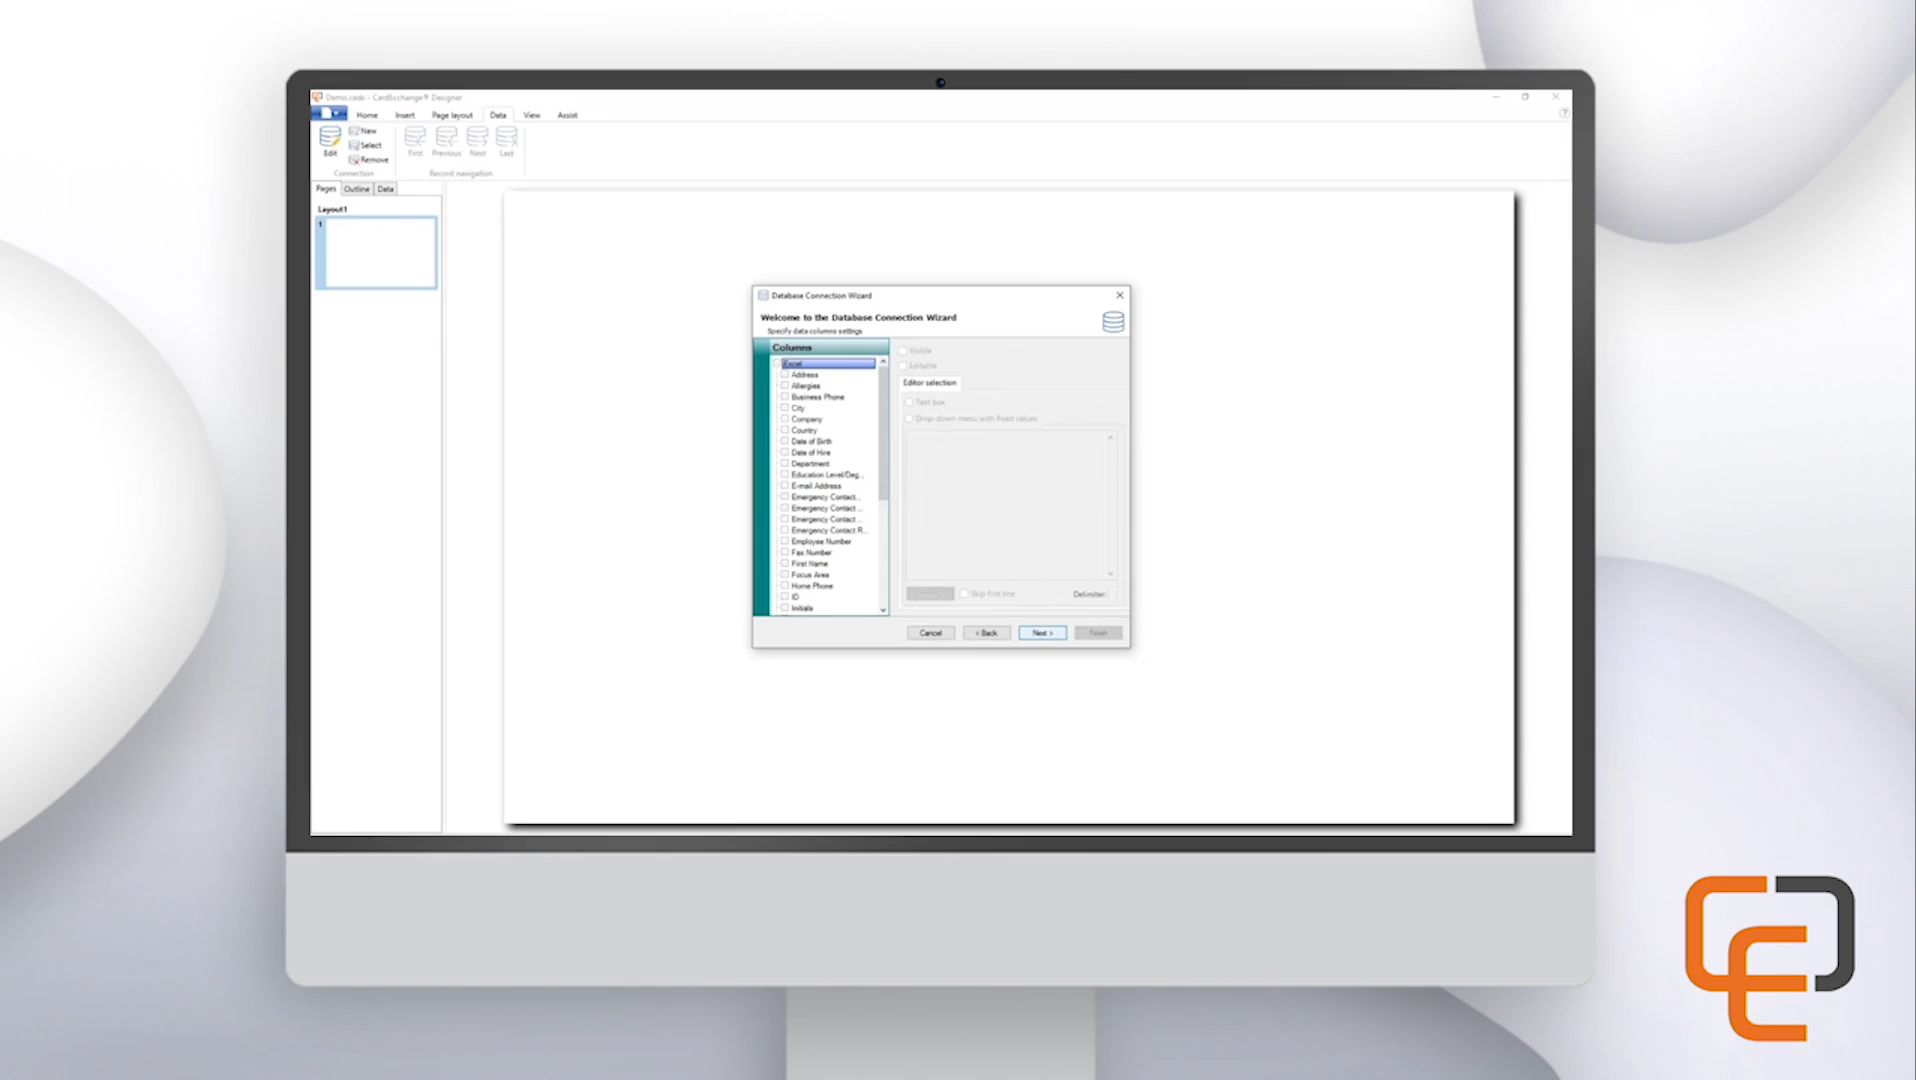 Demo.cedx - CardExchange® Designer
Home Insert Page layout Data View Assist
Edit
New
Select
Remove
Connection
First Previous Next Last
Record navigation
Pages Outline Data
Layout1
1
Database Connection Wizard
Welcome to the Database Connection Wizard
Specify data columns settings
Columns
Excel
Address
Allergies
Business Phone
City
Company
Country
Date of Birth
Date of Hire
Department
Education Level/Deg...
E-mail Address
Emergency Contact...
Emergency Contact ...
Emergency Contact ...
Emergency Contact R...
Employee Number
Fax Number
First Name
Focus Area
Home Phone
ID
Initials
Visible
Editable
Editor selection
Text box
Drop-down menu with fixed values
Skip first line
Delimiter:
Cancel < Back Next > Finish